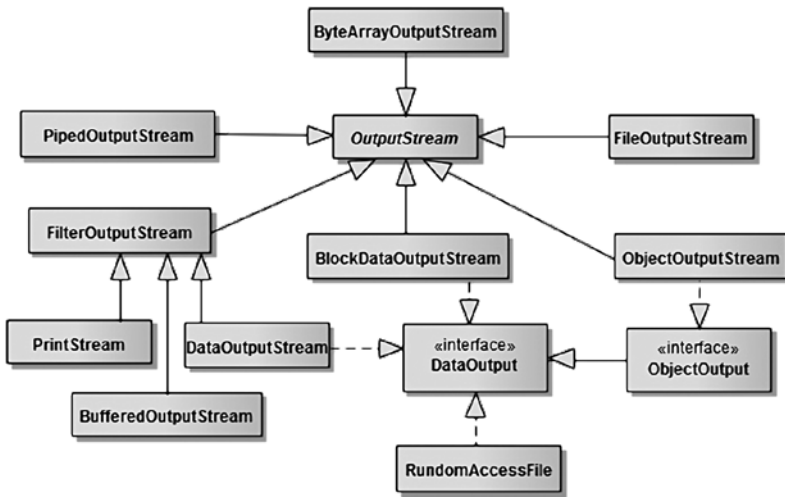 ByteArrayOutputStream
PipedOutputStream
OutputStream
FileOutputStream
FilterOutputStream
BlockDataOutputStream
ObjectOutputStream
PrintStream
DataOutputStream
«interface»
DataOutput
«interface»
ObjectOutput
BufferedOutputStream
RundomAccessFile